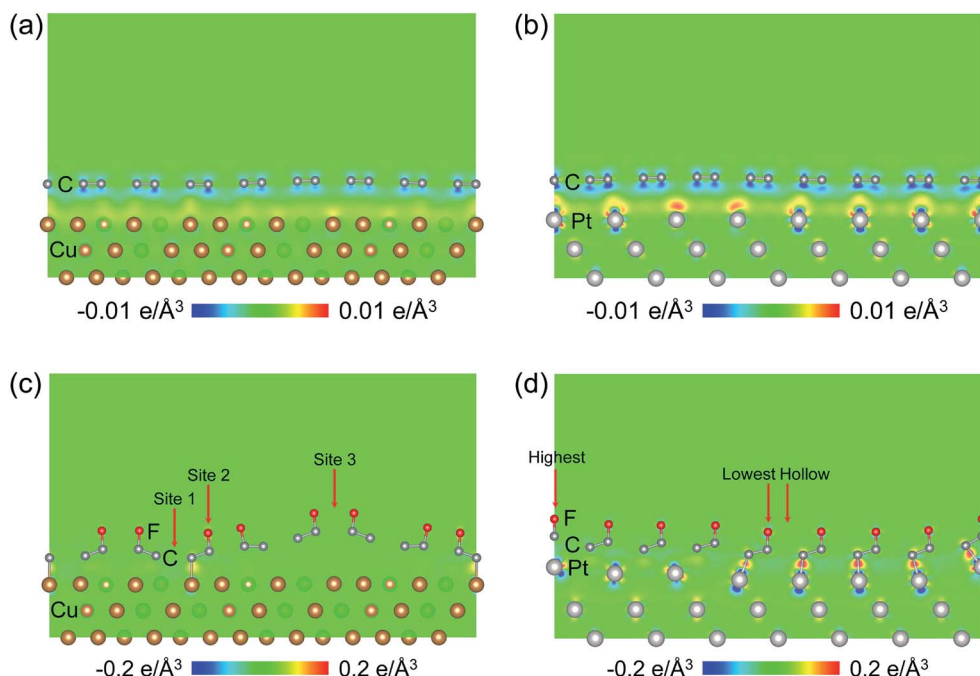 (a)
C
Cu
-0.01 e/Å³ 0.01 e/Å³
(b)
C
Pt
-0.01 e/Å³ 0.01 e/Å³
(c)
Site 3
Site 2
Site 1
F
C
Cu
-0.2 e/Å³ 0.2 e/Å³
(d)
Highest
Lowest Hollow
F
C
Pt
-0.2 e/Å³ 0.2 e/Å³